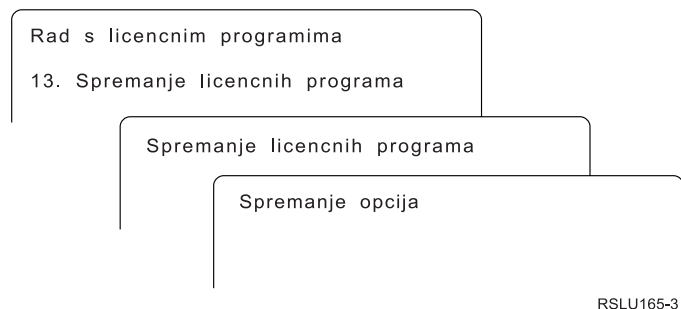 Rad s licencnim programima
13. Spremanje licencnih programa
Spremanje licencnih programa
Spremanje opcija
RSLU165-3